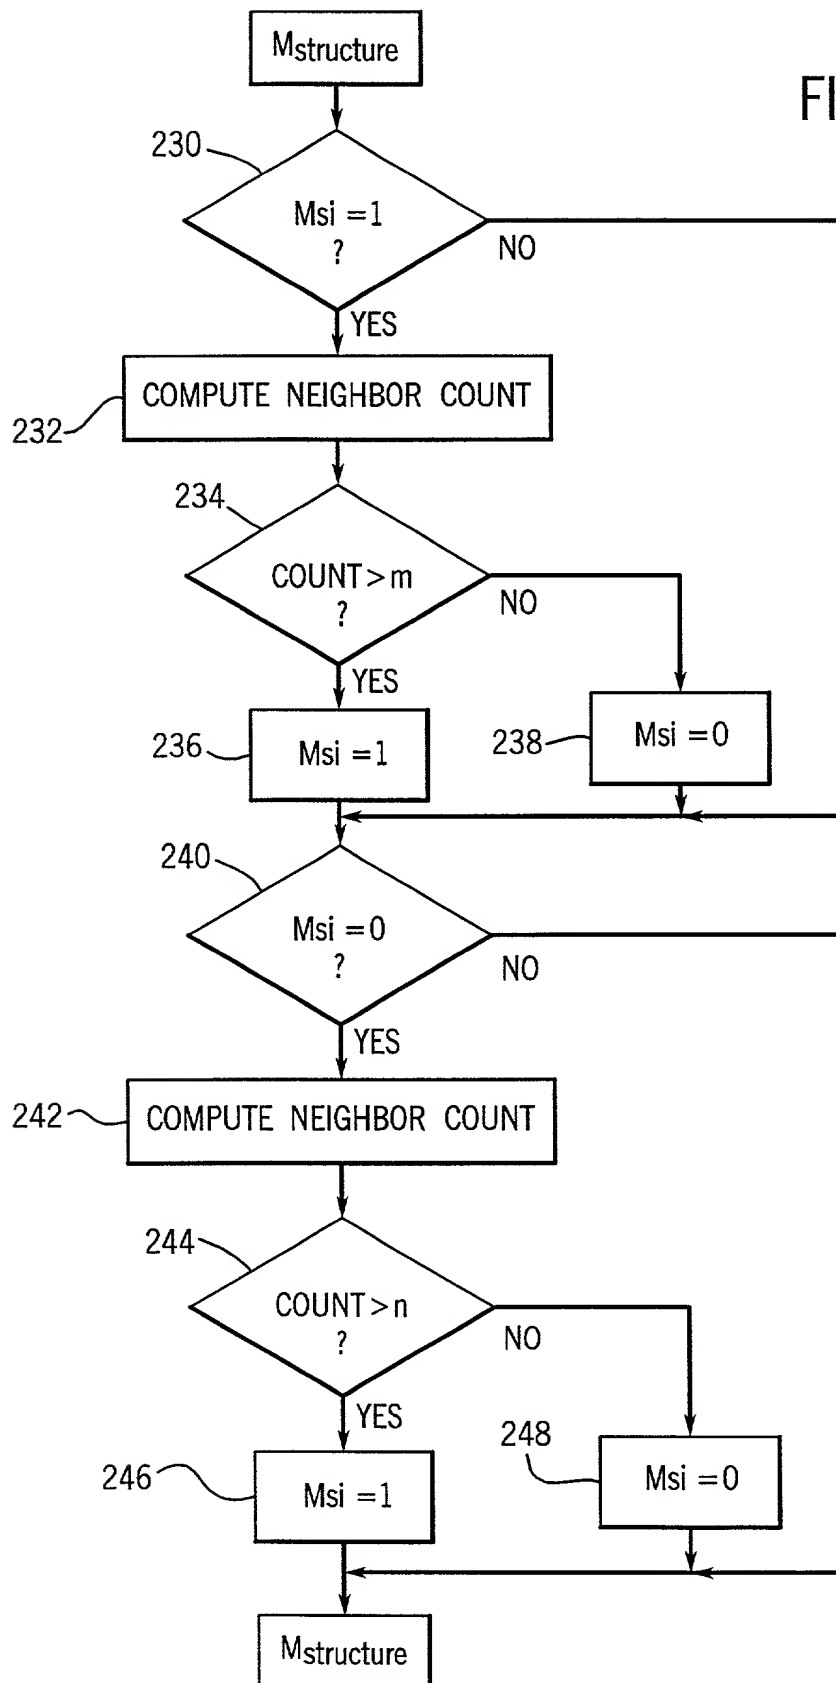 Mstructure
FI
230
Msi = 1
?
NO
YES
COMPUTE NEIGHBOR COUNT
232
234
COUNT > m
?
NO
YES
236
Msi = 1
238
Msi = 0
240
Msi = 0
?
NO
YES
242
COMPUTE NEIGHBOR COUNT
244
COUNT > n
?
NO
YES
246
Msi = 1
248
Msi = 0
Mstructure